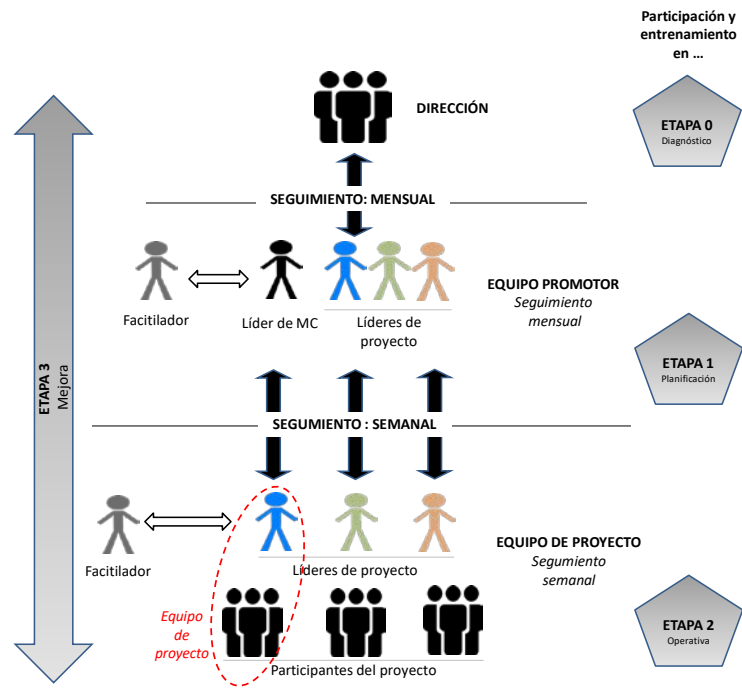 Participación y
entrenamiento
en …
DIRECCIÓN
ETAPA 0
Diagnóstico
SEGUIMIENTO: MENSUAL
EQUIPO PROMOTOR
Seguimiento
mensual
Facitilador
Líder de MC
Líderes de
proyecto
ETAPA 1
Planificación
ETAPA 3
Mejora
SEGUMIENTO : SEMANAL
EQUIPO DE PROYECTO
Segumiento
semanal
Facitilador
Líderes de proyecto
Equipo
de
proyecto
ETAPA 2
Operativa
Participantes del proyecto